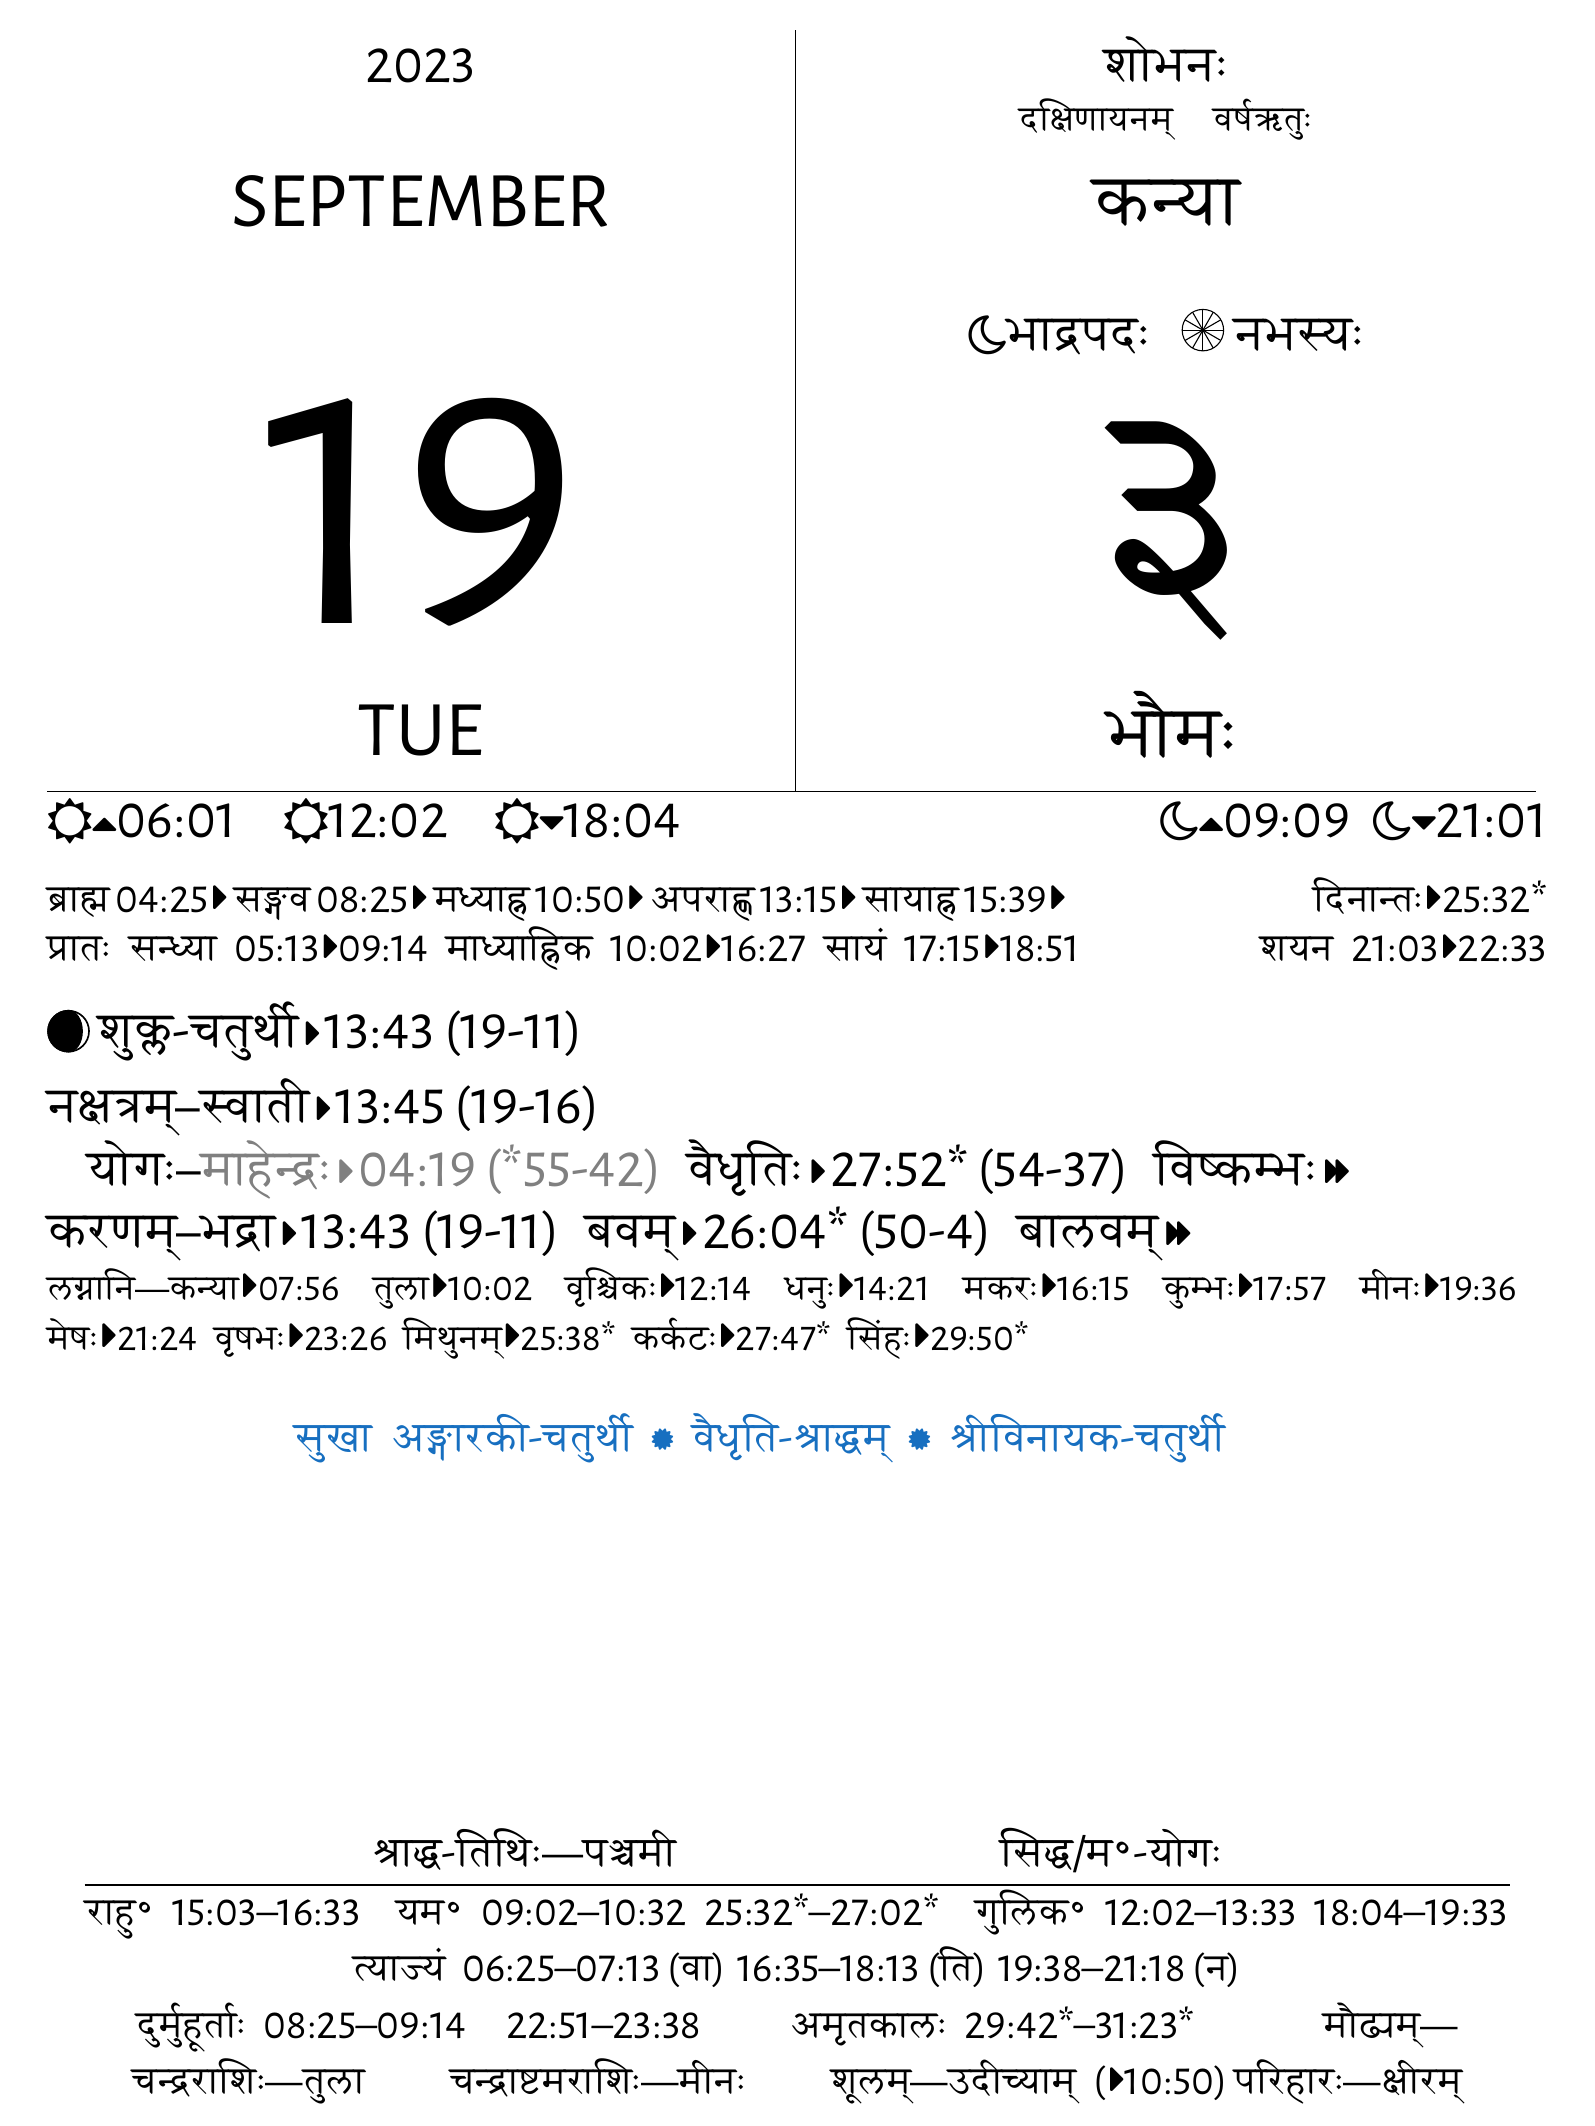 2023
SEPTEMBER
19
TUE
शोभनः
दक्षिणायनम् वर्षऋतुः
कन्या
भाद्रपदः नभस्यः
३
भौमः
06:01 12:02 18:04 09:09 21:01
ब्राह्म 04:25 सङ्गव 08:25 मध्याह्न 10:50 अपराह्ण 13:15 सायाह्न 15:39 दिनान्तः 25:32*
प्रातः सन्ध्या 05:13 09:14 माध्याह्निक 10:02 16:27 सायं 17:15 18:51 शयन 21:03 22:33
शुक्ल-चतुर्थी 13:43 (19-11)
नक्षत्रम्–स्वाती 13:45 (19-16)
योगः–माहेन्द्रः 04:19 (*55-42) वैधृतिः 27:52* (54-37) विष्कम्भः
करणम्–भद्रा 13:43 (19-11) बवम् 26:04* (50-4) बालवम्
लग्नानि—कन्या 07:56 तुला 10:02 वृश्चिकः 12:14 धनुः 14:21 मकरः 16:15 कुम्भः 17:57 मीनः 19:36
मेषः 21:24 वृषभः 23:26 मिथुनम् 25:38* कर्कटः 27:47* सिंहः 29:50*
सुखा अङ्गारकी-चतुर्थी वैधृति-श्राद्धम् श्रीविनायक-चतुर्थी
श्राद्ध-तिथिः—पञ्चमी सिद्ध/म°-योगः
राहु° 15:03–16:33 यम° 09:02–10:32 25:32*–27:02* गुलिक° 12:02–13:33 18:04–19:33
त्याज्यं 06:25–07:13 (वा) 16:35–18:13 (ति) 19:38–21:18 (न)
दुर्मुहूर्ताः 08:25–09:14 22:51–23:38 अमृतकालः 29:42*–31:23* मौढ्यम्—
चन्द्रराशिः—तुला चन्द्राष्टमराशिः—मीनः शूलम्—उदीच्याम् (10:50) परिहारः—क्षीरम्